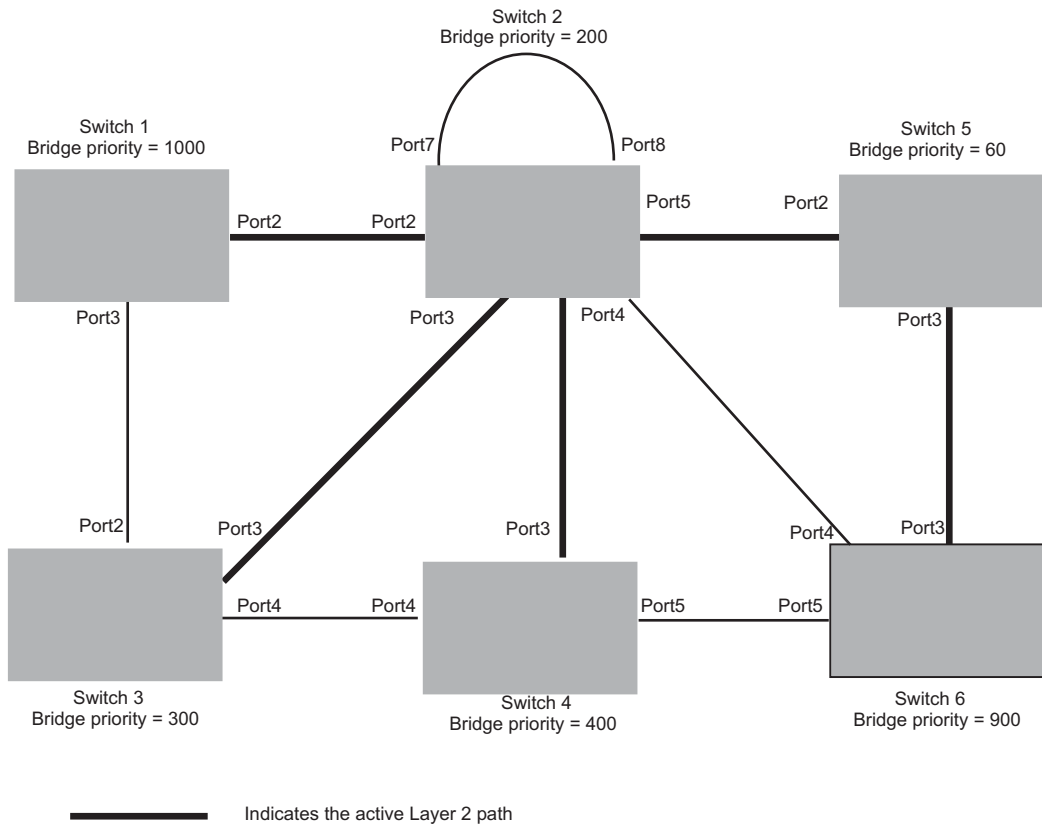 Switch 2
Bridge priority = 200
Switch 1
Bridge priority = 1000
Switch 5
Bridge priority = 60
Port7
Port8
Port2
Port2
Port5
Port2
Port3
Port3
Port4
Port3
Port2
Port3
Port3
Port4
Port3
Port4
Port4
Port5
Port5
Switch 3
Bridge priority = 300
Switch 4
Bridge priority = 400
Switch 6
Bridge priority = 900
Indicates the active Layer 2 path